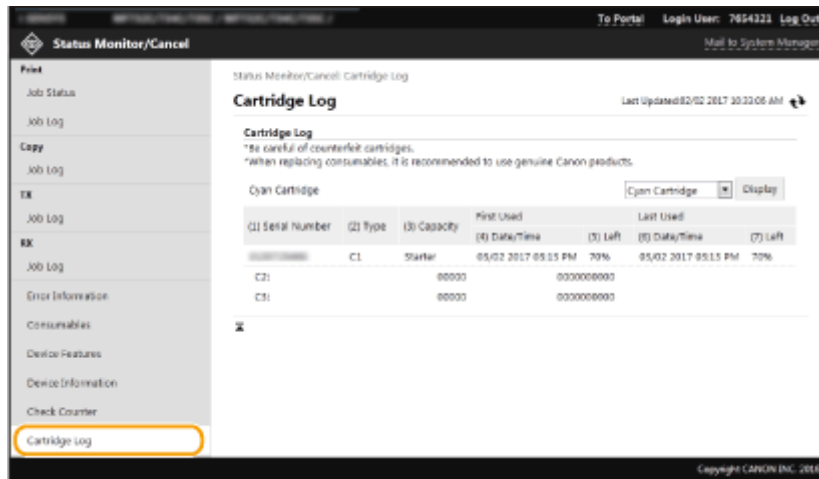 To Portal Login User: 7654321 Log Out
Status Monitor/Cancel
Mail to System Manager
Print
Job Status
Job Log
Copy
Job Log
TX
Job Log
RX
Job Log
Error Information
Consumables
Device Features
Device Information
Check Counter
Cartridge Log
Status Monitor/Cancel: Cartridge Log
Cartridge Log
Last Updated:02/02 2017 10:33:06 AM
Cartridge Log
*Be careful of counterfeit cartridges.
*When replacing consumables, it is recommended to use genuine Canon products.
Cyan Cartridge
Cyan Cartridge Display
First Used Last Used
(1) Serial Number (2) Type (3) Capacity (4) Date/Time (5) Left (6) Date/Time (7) Left
C1 Starter 05/02 2017 05:15 PM 70% 05/02 2017 05:15 PM 70%
C2: 00000 0000000000
C3: 00000 0000000000
Copyright CANON INC. 2018